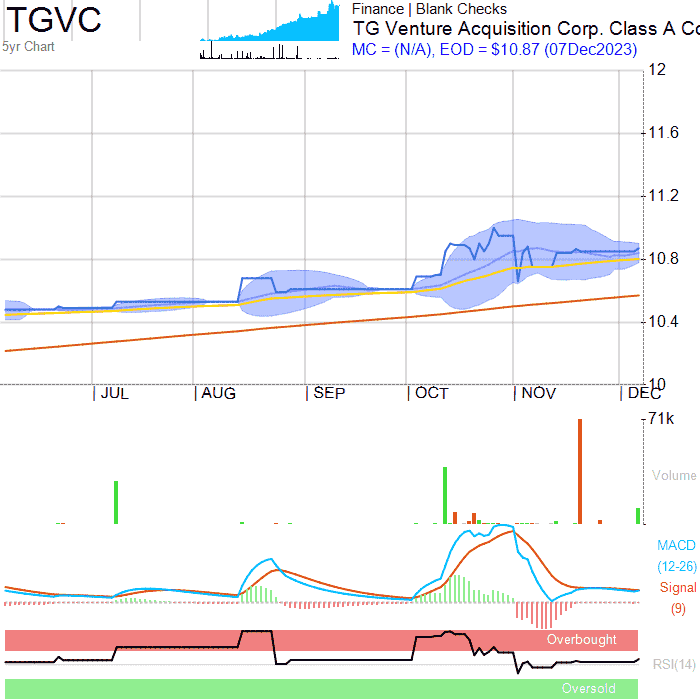 TGVC
5yr Chart
Finance | Blank Checks
TG Venture Acquisition Corp. Class A Co
MC = (N/A), EOD = $10.87 (07Dec2023)
12
11.6
11.2
10.8
10.4
10
JUL
AUG
SEP
OCT
NOV
DEC
71k
Volume
MACD
(12-26)
Signal
(9)
Overbought
RSI(14)
Oversold